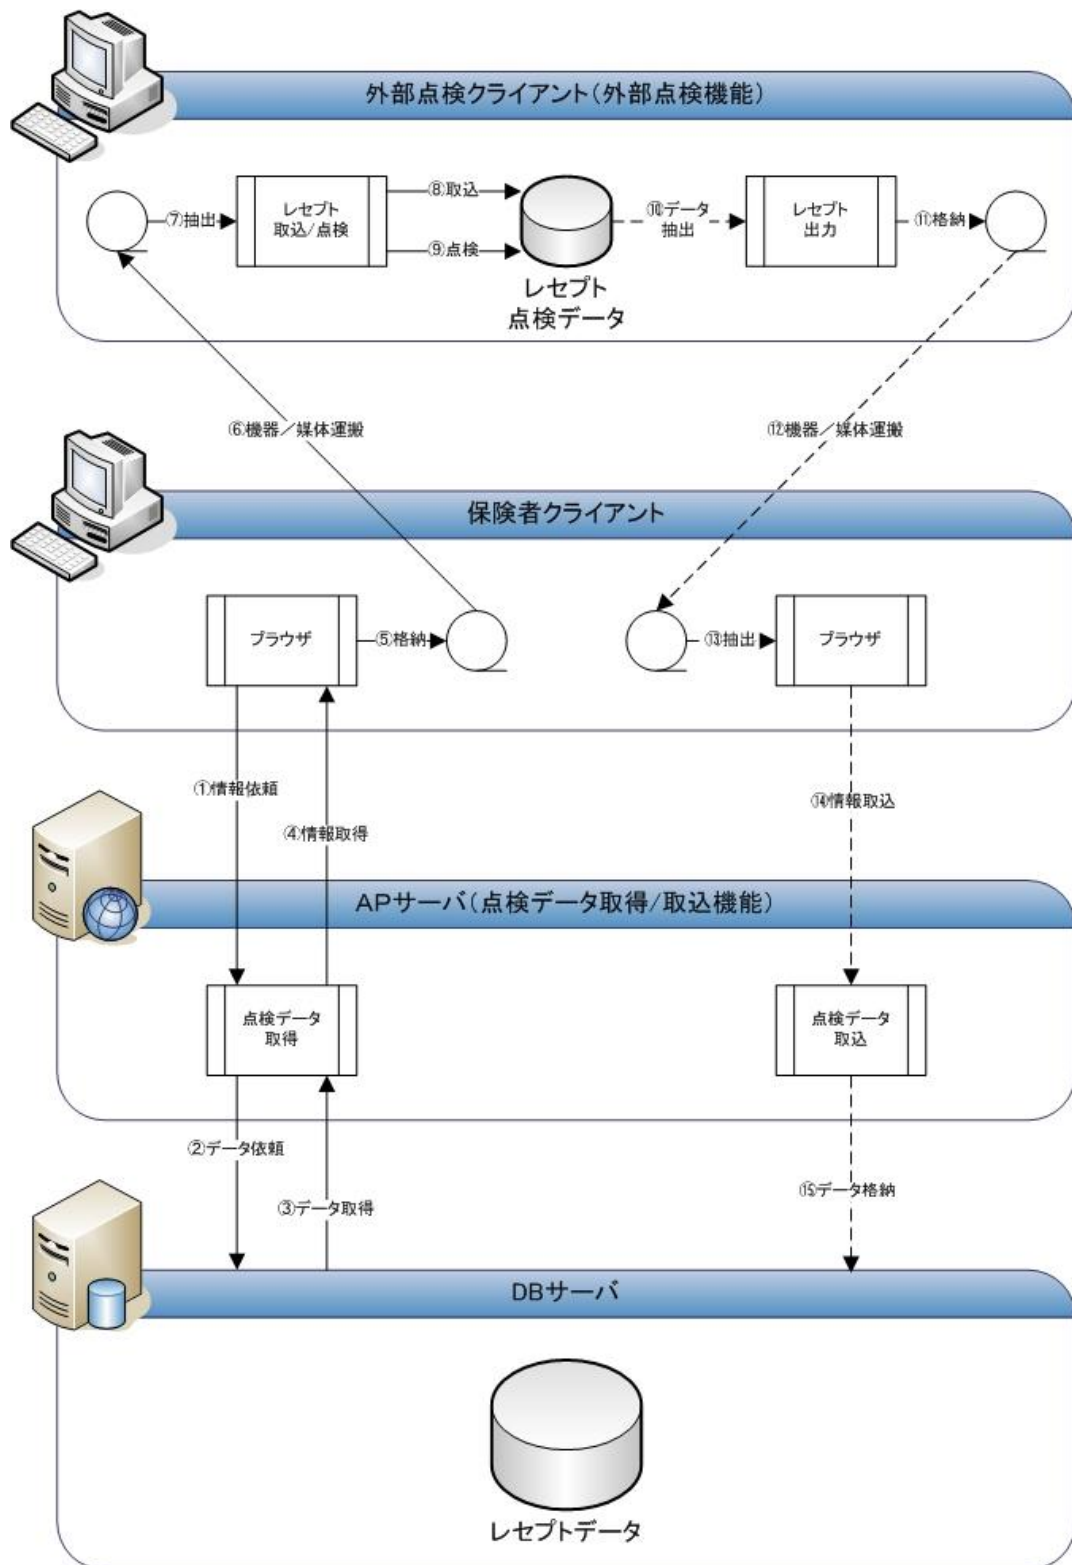 外部点検クライアント(外部点検機能)
⑦抽出
レセプト
取込/点検
⑧取込
⑨点検
レセプト
点検データ
⑩データ
抽出
レセプト
出力
⑪格納
⑥機器/媒体運搬
⑫機器/媒体運搬
保険者クライアント
ブラウザ
⑤格納
⑬抽出
ブラウザ
①情報依頼
④情報取得
⑭情報取込
APサーバ(点検データ取得/取込機能)
点検データ
取得
点検データ
取込
②データ依頼
③データ取得
⑮データ格納
DBサーバ
レセプトデータ